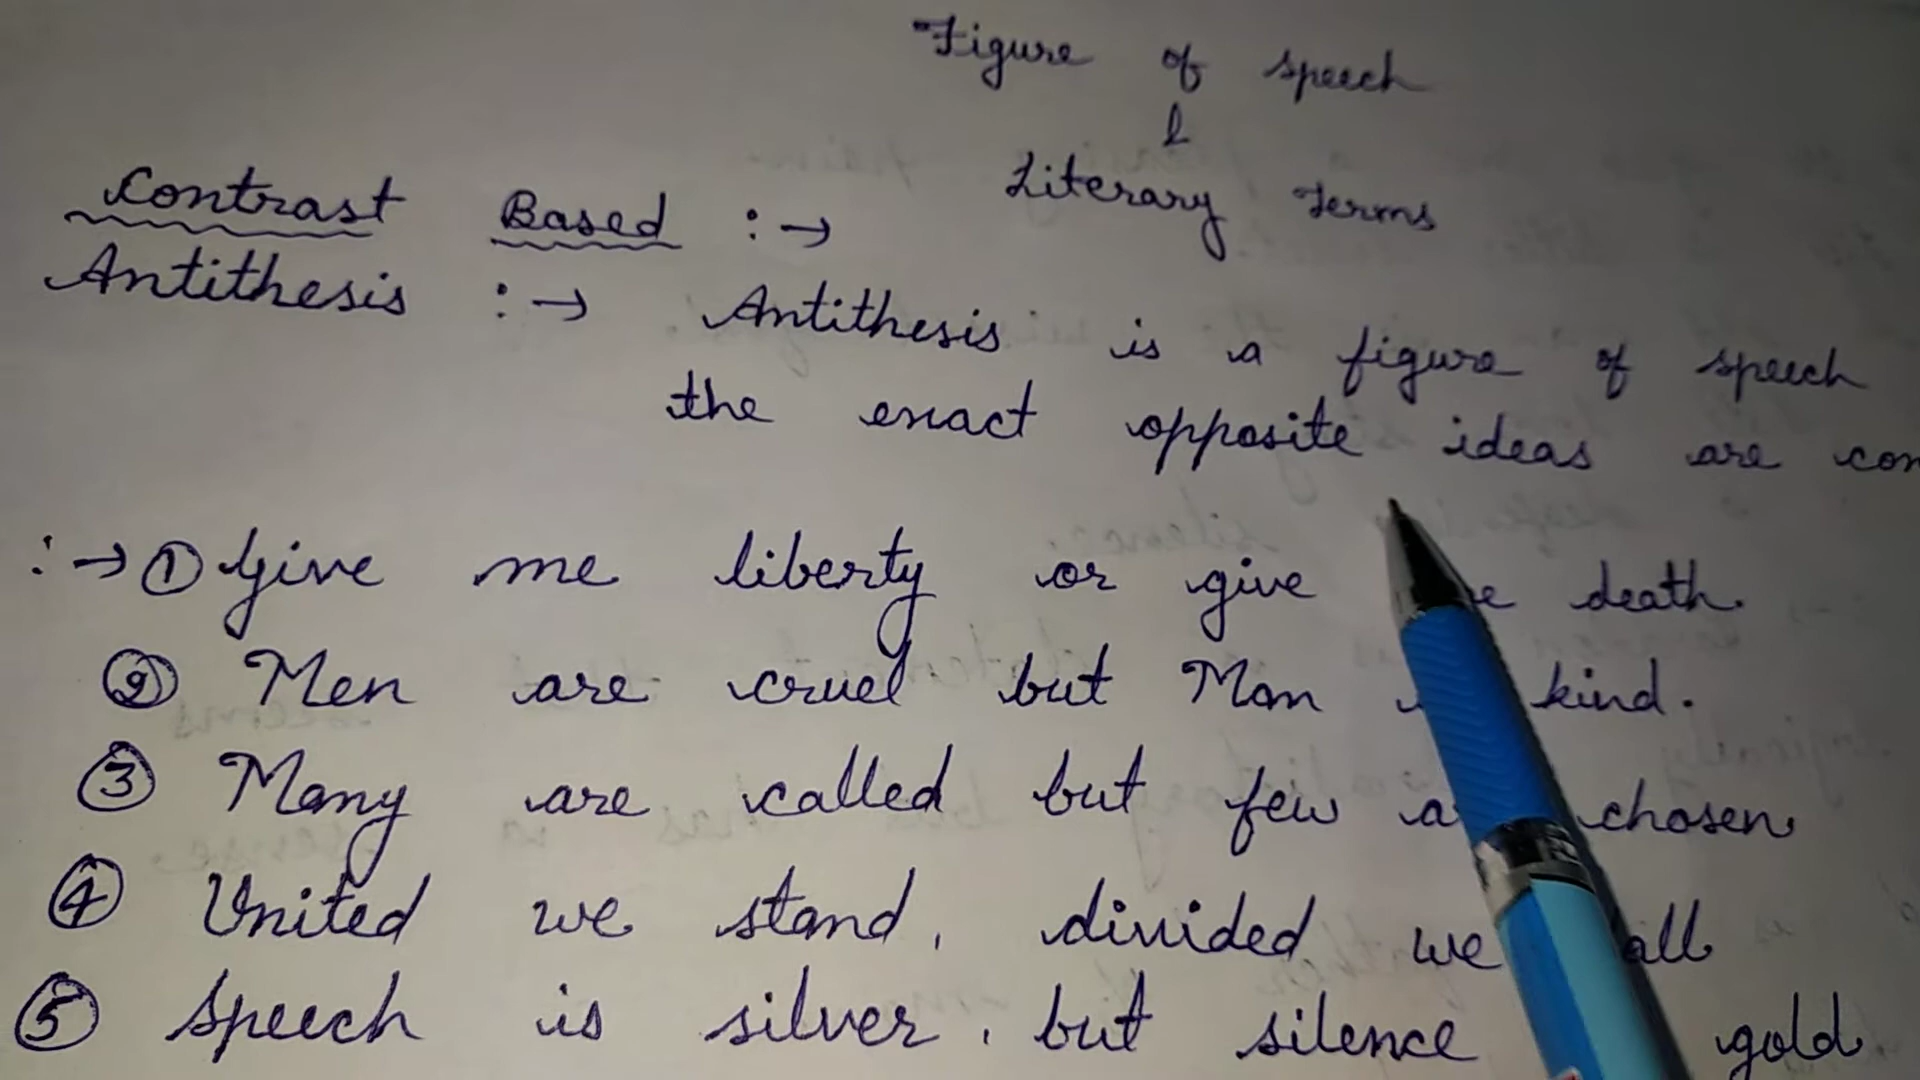 Figure of speech
&
Literary Terms
Contrast Based :→
Antithesis :→ Antithesis is a figure of speech
the exact opposite ideas are con
:→ ① Give me liberty or give death.
② Men are cruel but Man kind.
③ Many are called but few chosen
④ United we stand, divided we
⑤ Speech is silver, but silence gold.